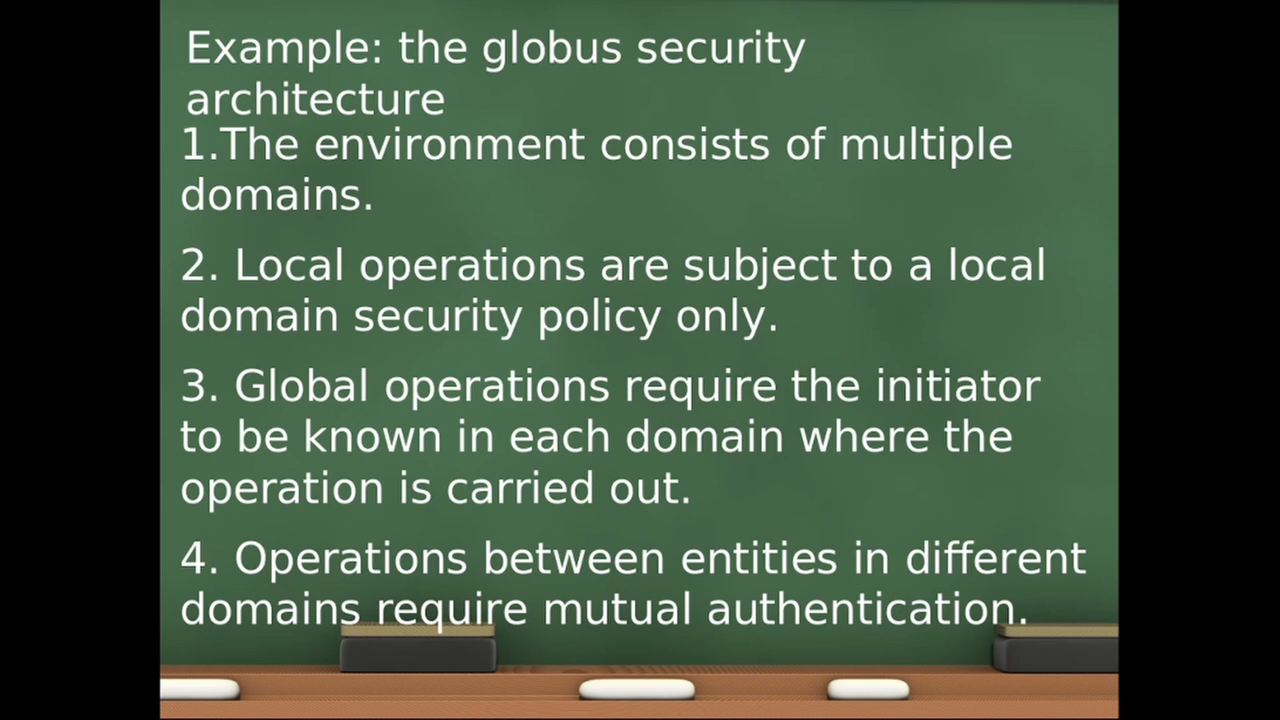 Example: the globus security
architecture
1.The environment consists of multiple
domains.
2. Local operations are subject to a local
domain security policy only.
3. Global operations require the initiator
to be known in each domain where the
operation is carried out.
4. Operations between entities in different
domains require mutual authentication.